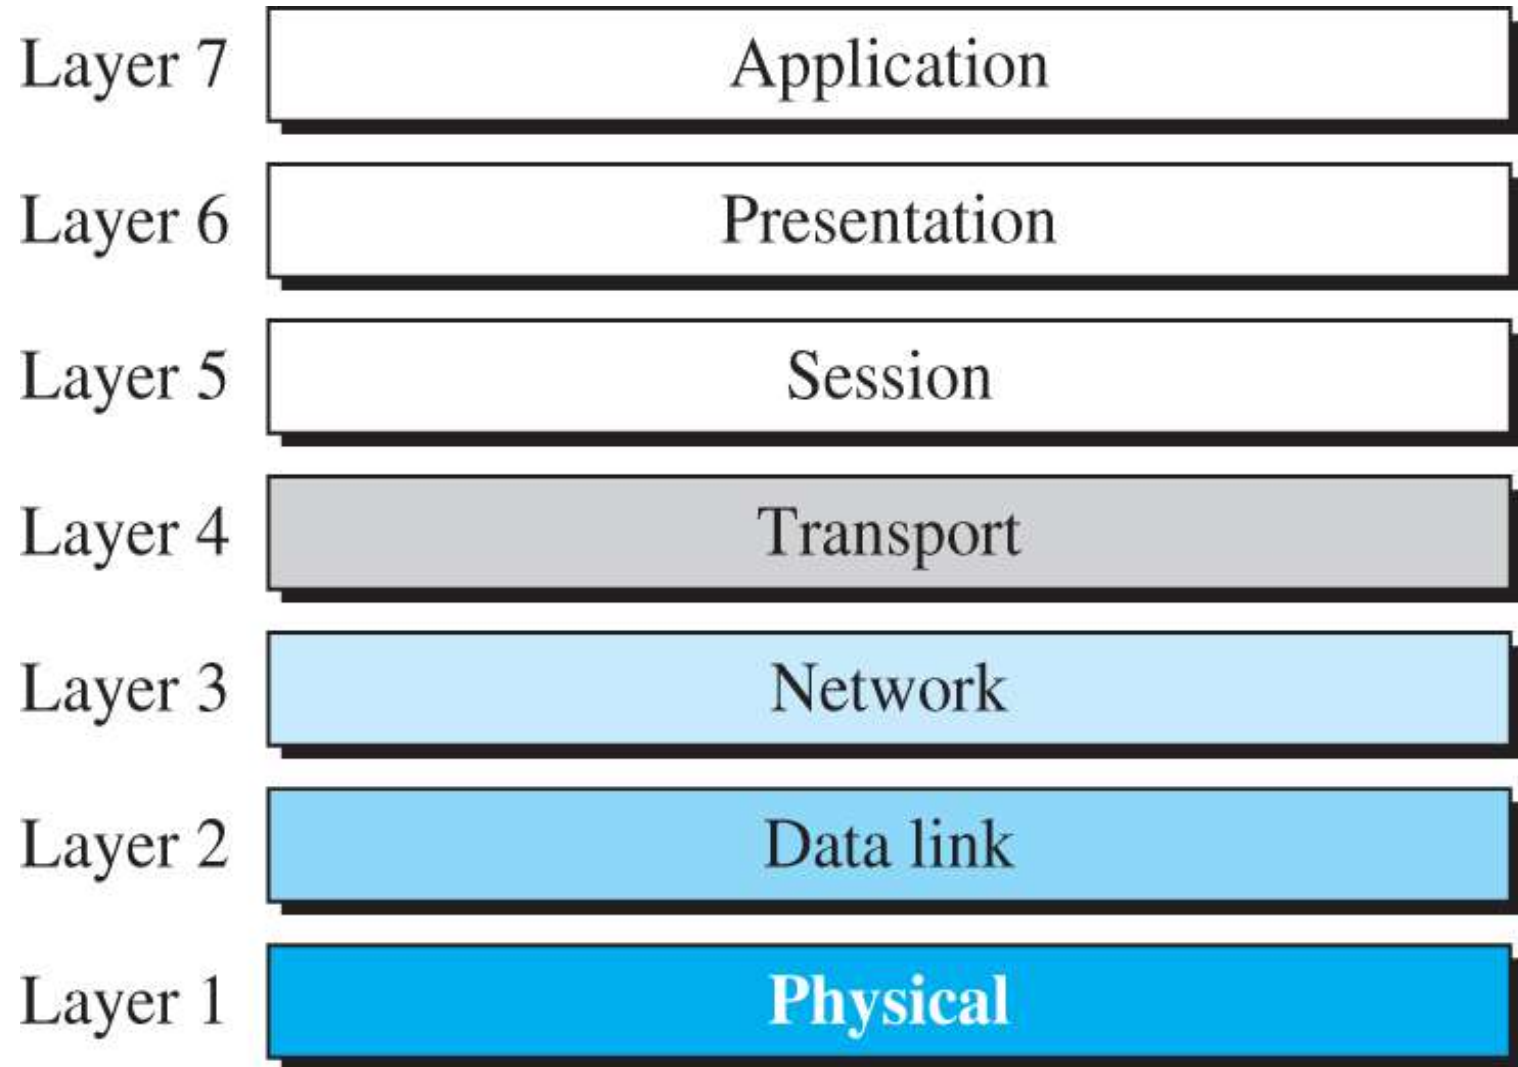 Layer 7 Application
Layer 6 Presentation
Layer 5 Session
Layer 4 Transport
Layer 3 Network
Layer 2 Data link
Layer 1 Physical